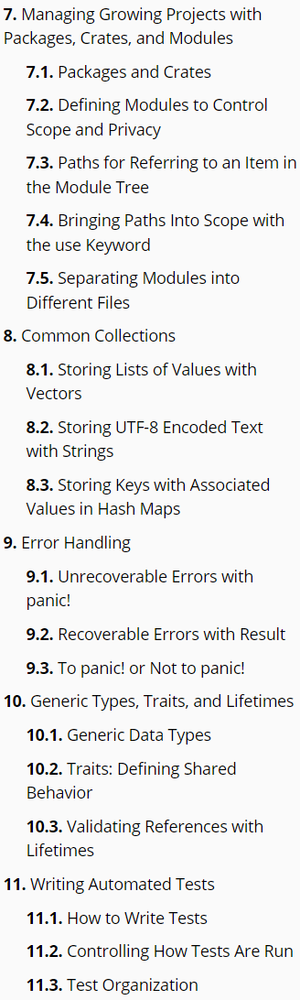 7. Managing Growing Projects with
Packages, Crates, and Modules
7.1. Packages and Crates
7.2. Defining Modules to Control
Scope and Privacy
7.3. Paths for Referring to an Item in
the Module Tree
7.4. Bringing Paths Into Scope with
the use Keyword
7.5. Separating Modules into
Different Files
8. Common Collections
8.1. Storing Lists of Values with
Vectors
8.2. Storing UTF-8 Encoded Text
with Strings
8.3. Storing Keys with Associated
Values in Hash Maps
9. Error Handling
9.1. Unrecoverable Errors with
panic!
9.2. Recoverable Errors with Result
9.3. To panic! or Not to panic!
10. Generic Types, Traits, and Lifetimes
10.1. Generic Data Types
10.2. Traits: Defining Shared
Behavior
10.3. Validating References with
Lifetimes
11. Writing Automated Tests
11.1. How to Write Tests
11.2. Controlling How Tests Are Run
11.3. Test Organization